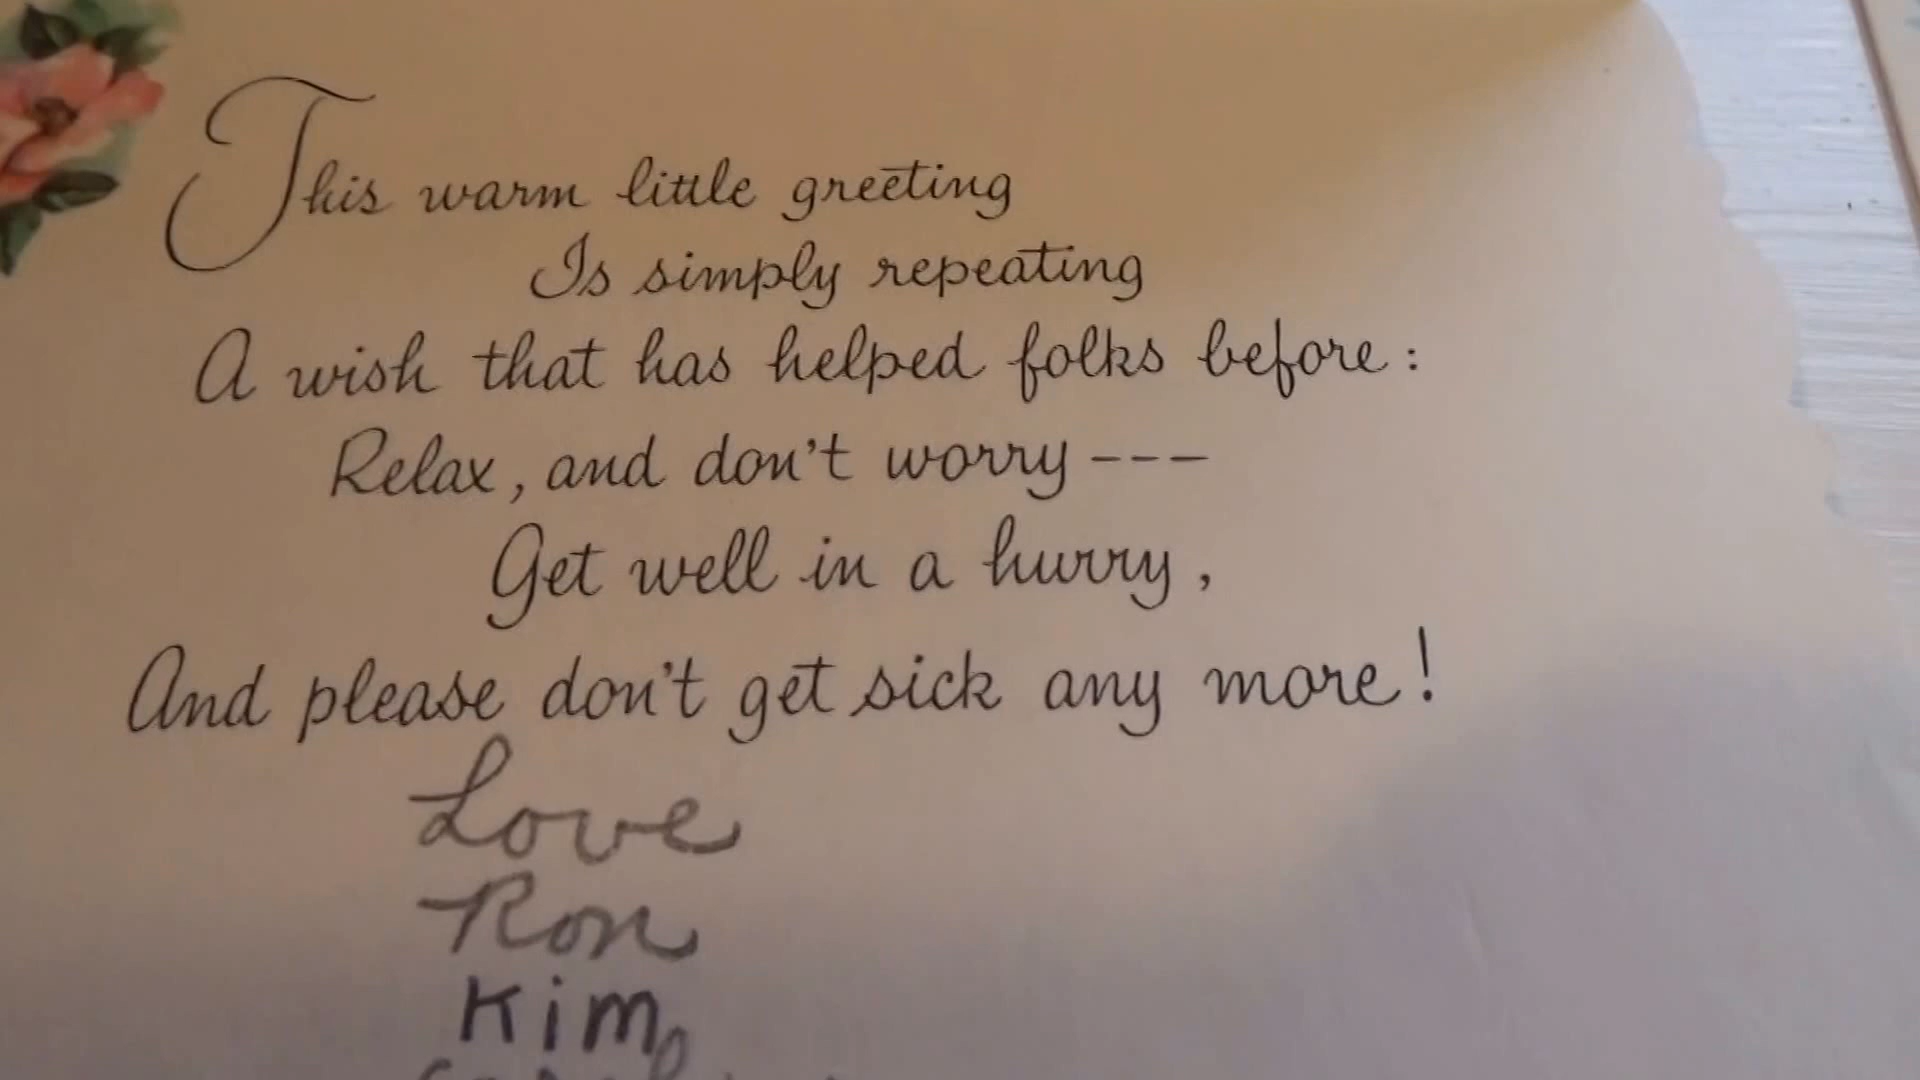 This warm little greeting
Is simply repeating
A wish that has helped folks before:
Relax, and don't worry---
Get well in a hurry,
And please don't get sick any more!
Love
Ron
Kim